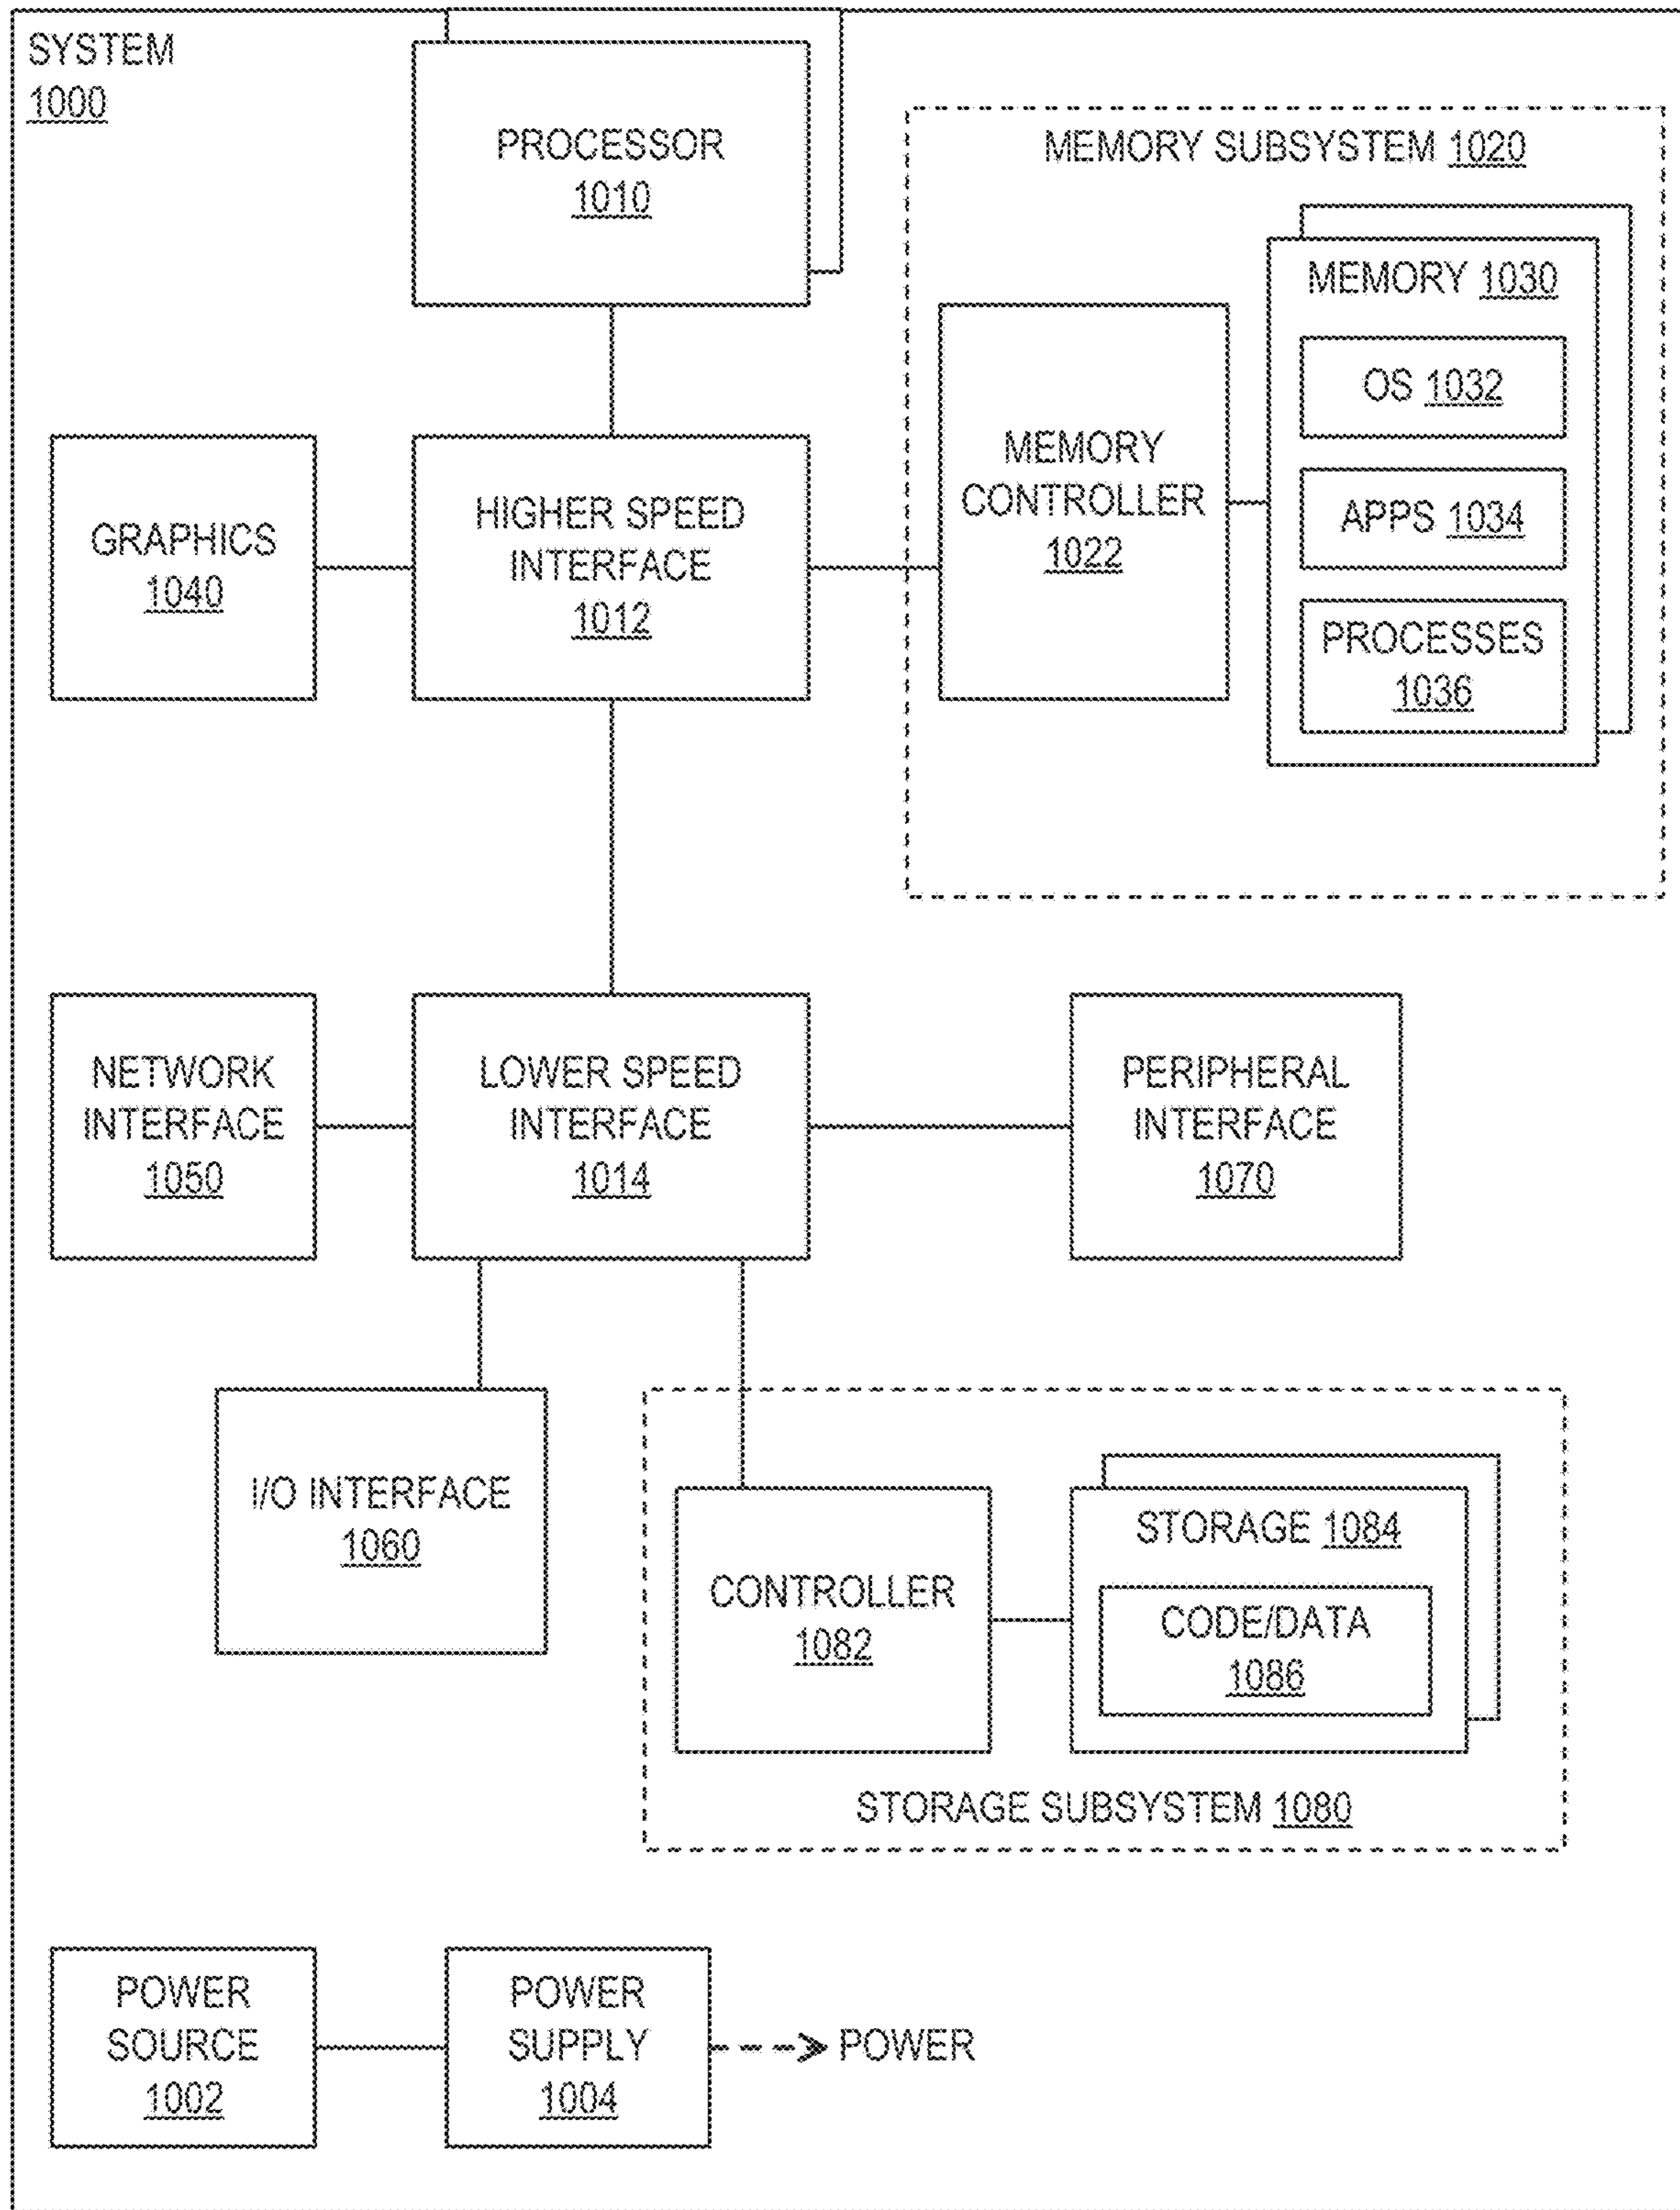 SYSTEM
1000
PROCESSOR
1010
MEMORY SUBSYSTEM 1020
MEMORY 1030
OS 1032
APPS 1034
PROCESSES
1036
MEMORY
CONTROLLER
1022
GRAPHICS
1040
HIGHER SPEED
INTERFACE
1012
NETWORK
INTERFACE
1050
LOWER SPEED
INTERFACE
1014
PERIPHERAL
INTERFACE
1070
I/O INTERFACE
1060
CONTROLLER
1082
STORAGE 1084
CODE/DATA
1086
STORAGE SUBSYSTEM 1080
POWER
SOURCE
1002
POWER
SUPPLY
1004
POWER